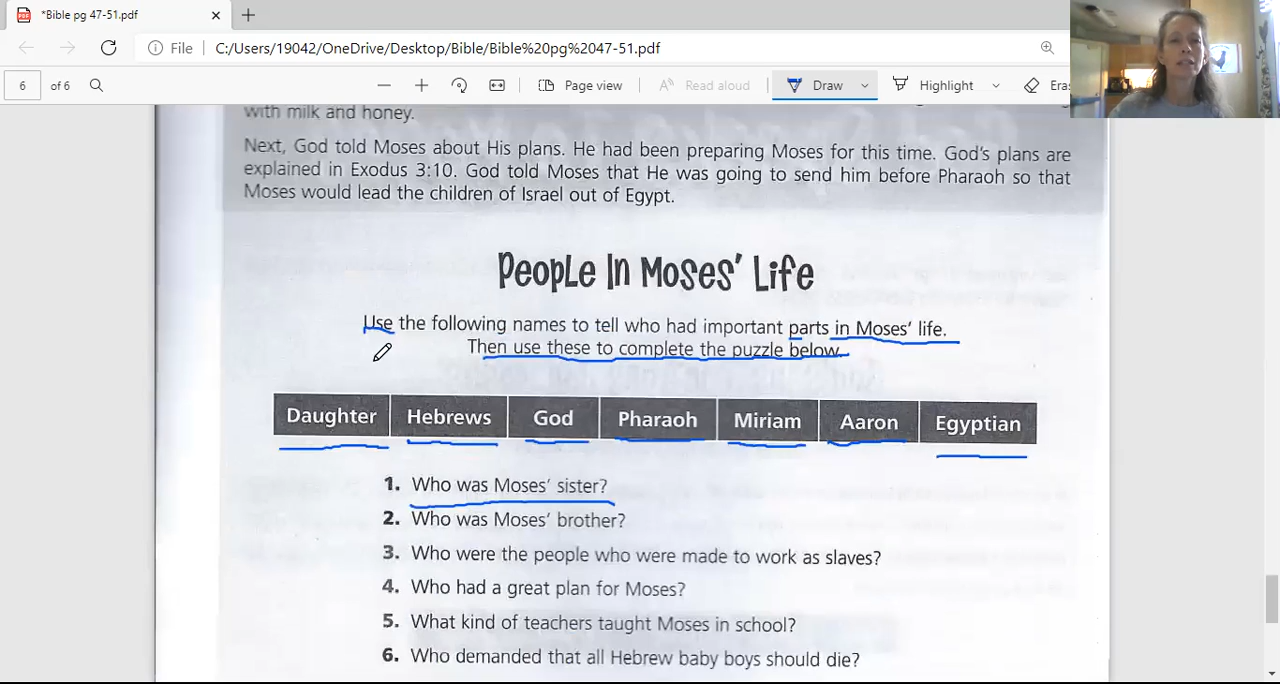 *Bible pg 47-51.pdf
File C:/Users/19042/OneDrive/Desktop/Bible/Bible%20pg%2047-51.pdf
6 of 6 Page view Read aloud Draw Highlight Eras
with milk and honey.
Next, God told Moses about His plans. He had been preparing Moses for this time. God's plans are
explained in Exodus 3:10. God told Moses that He was going to send him before Pharaoh so that
Moses would lead the children of Israel out of Egypt.
People In Moses' Life
Use the following names to tell who had important parts in Moses' life.
Then use these to complete the puzzle below.
Daughter Hebrews God Pharaoh Miriam Aaron Egyptian
1. Who was Moses' sister?
2. Who was Moses' brother?
3. Who were the people who were made to work as slaves?
4. Who had a great plan for Moses?
5. What kind of teachers taught Moses in school?
6. Who demanded that all Hebrew baby boys should die?